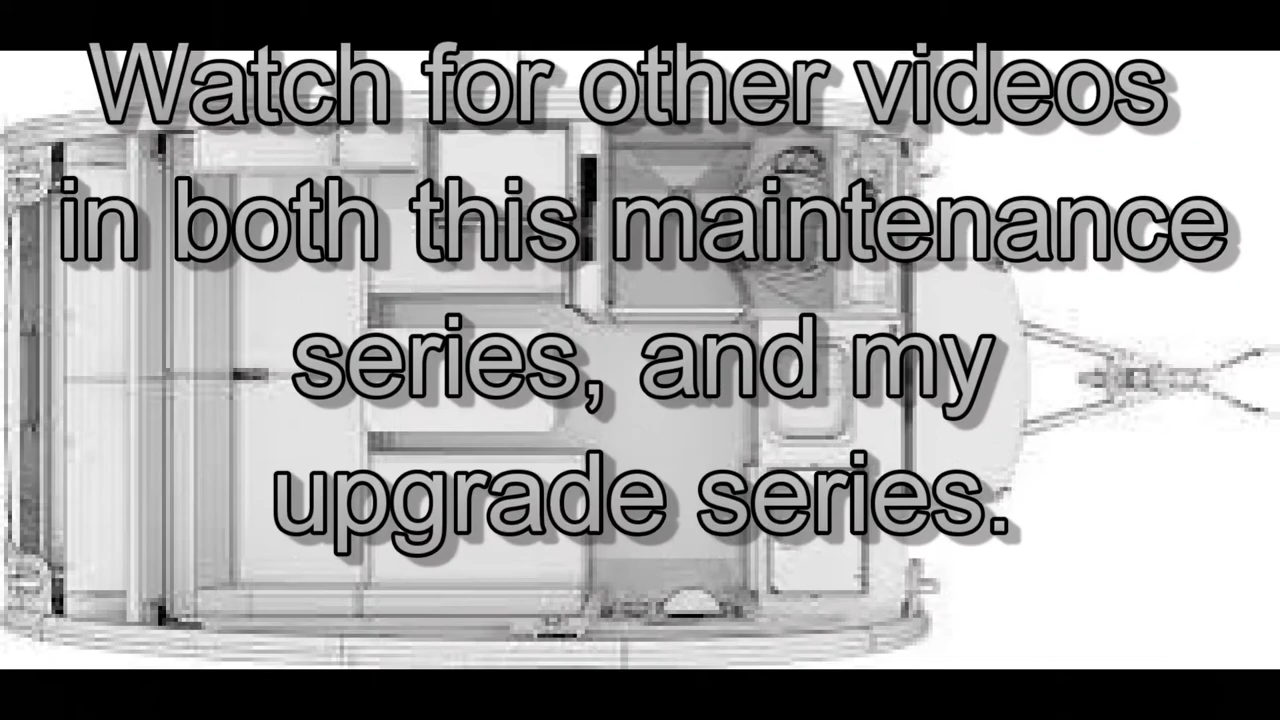 Watch for other videos
in both this maintenance
series, and my
upgrade series.